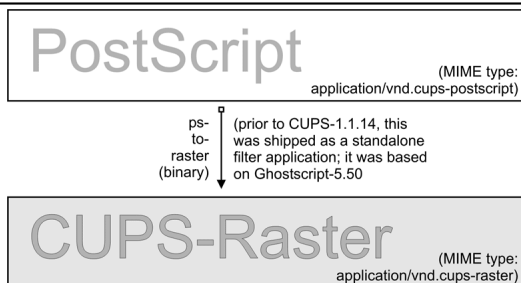 PostScript
(MIME type:
application/vnd.cups-postscript)
ps-
to-
raster
(binary)
(prior to CUPS-1.1.14, this
was shipped as a standalone
filter application; it was based
on Ghostscript-5.50
CUPS-Raster
(MIME type:
application/vnd.cups-raster)